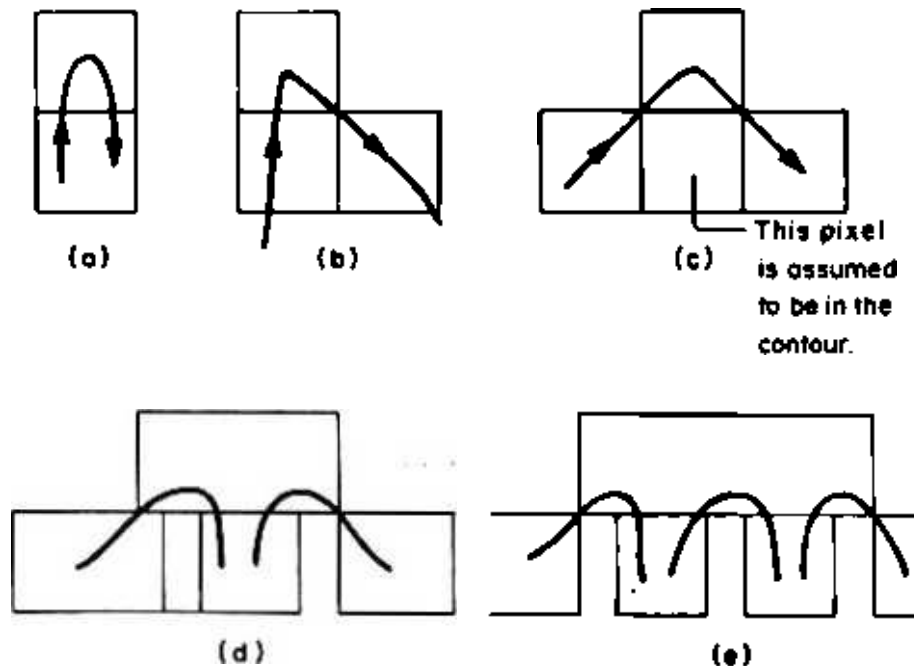 (a)
(b)
(c)
This pixel
is assumed
to be in the
contour.
(d)
(e)